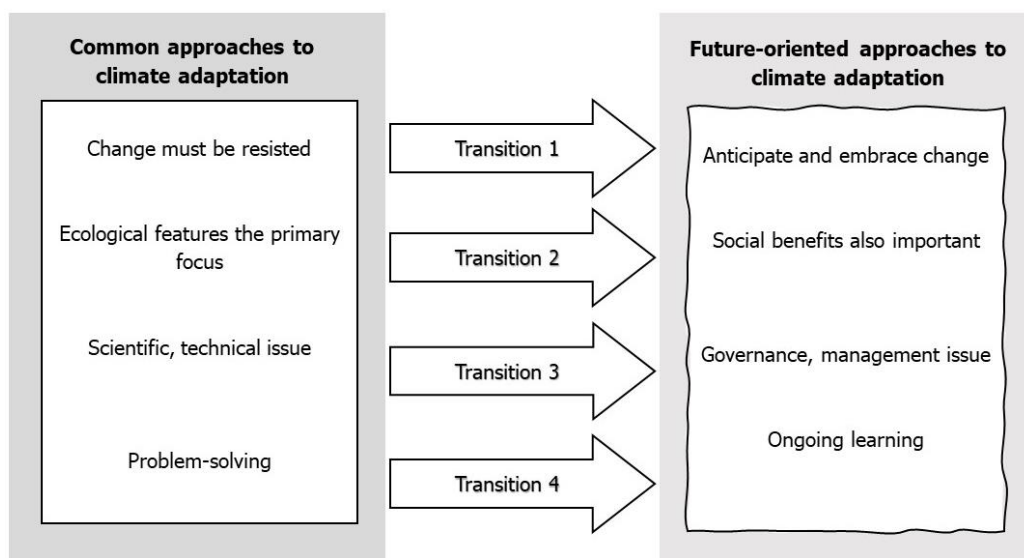 Common approaches to
climate adaptation
Change must be resisted
Ecological features the primary
focus
Scientific, technical issue
Problem-solving
Transition 1
Transition 2
Transition 3
Transition 4
Future-oriented approaches to
climate adaptation
Anticipate and embrace change
Social benefits also important
Governance, management issue
Ongoing learning